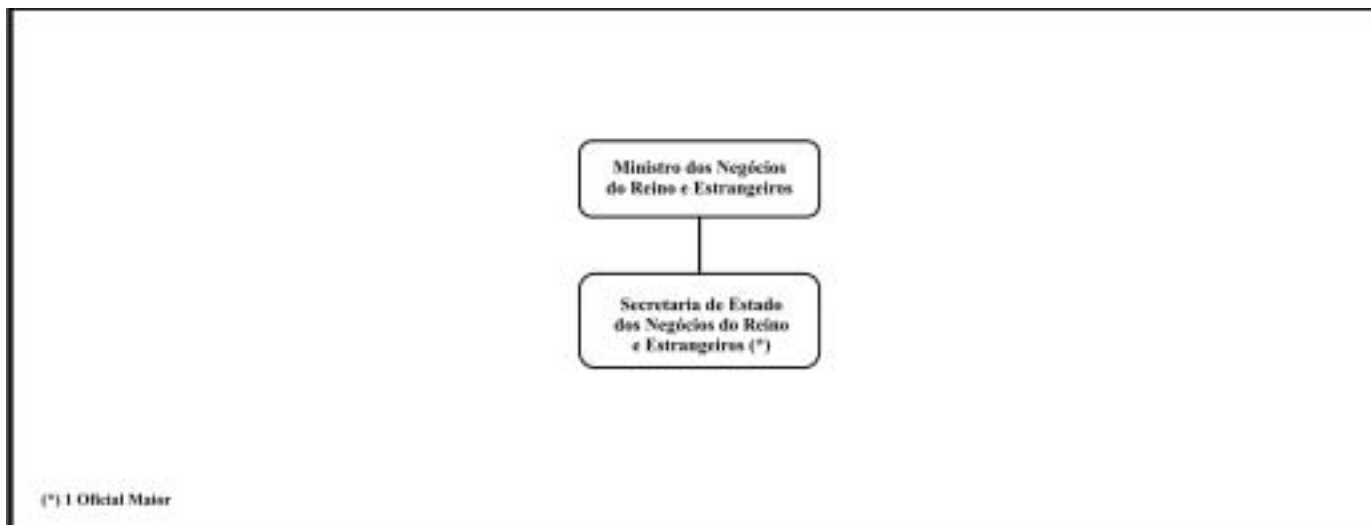 Ministro dos Negócios
do Reino e Estrangeiros
Secretaria de Estado
dos Negócios do Reino
e Estrangeiros (*)
(*) 1 Oficial Maior